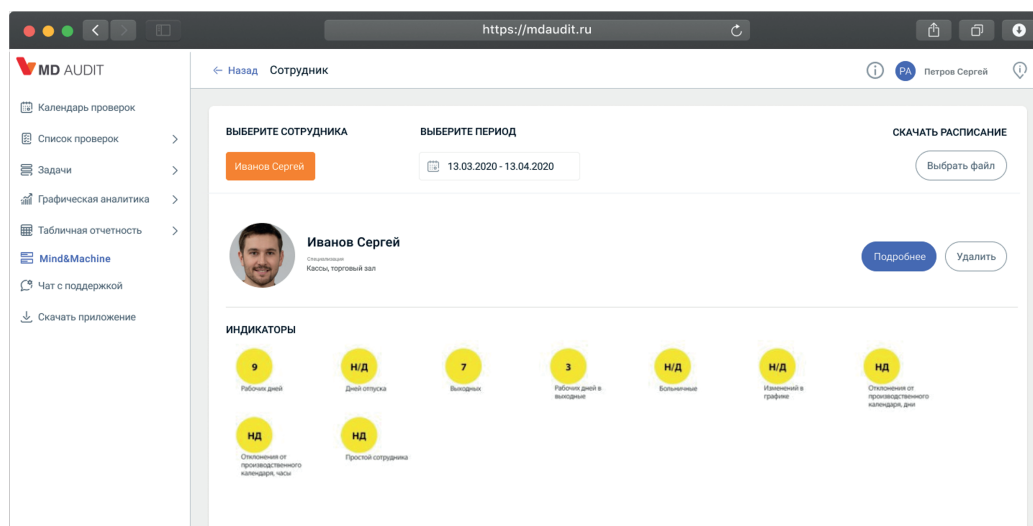 https://mdaudit.ru
MD AUDIT
Назад Сотрудник
РА Петров Сергей
Календарь проверок
Список проверок
Задачи
Графическая аналитика
Табличная отчетность
Mind&Machine
Чат с поддержкой
Скачать приложение
ВЫБЕРИТЕ СОТРУДНИКА ВЫБЕРИТЕ ПЕРИОД СКАЧАТЬ РАСПИСАНИЕ
Иванов Сергей 13.03.2020 - 13.04.2020 Выбрать файл
Иванов Сергей
Специализация
Кассы, торговый зал
Подробнее Удалить
ИНДИКАТОРЫ
9 Н/Д 7 3 Н/Д Н/Д НД
Рабочих дней Дней отпуска Выходных Рабочих дней в Больничные Изменений в Отклонения от
выходные графике производственного
календаря, дни
НД НД
Отклонения от Простой сотрудника
производственного
календаря, часы